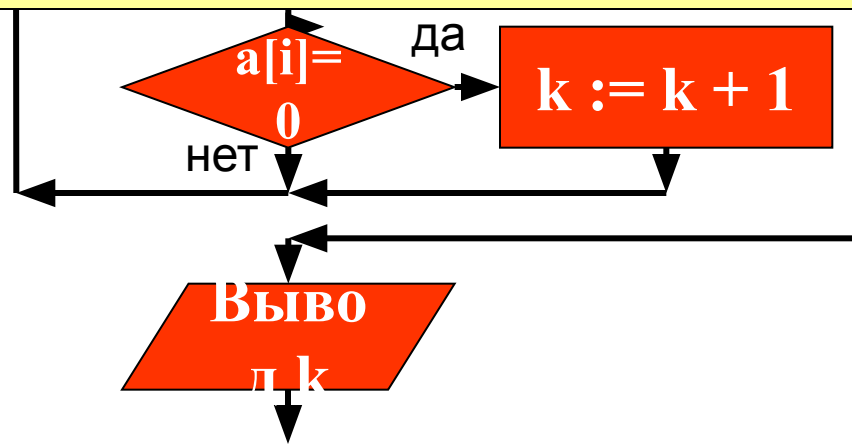 да
a[i]=
0
k := k + 1
нет
Выво
д k